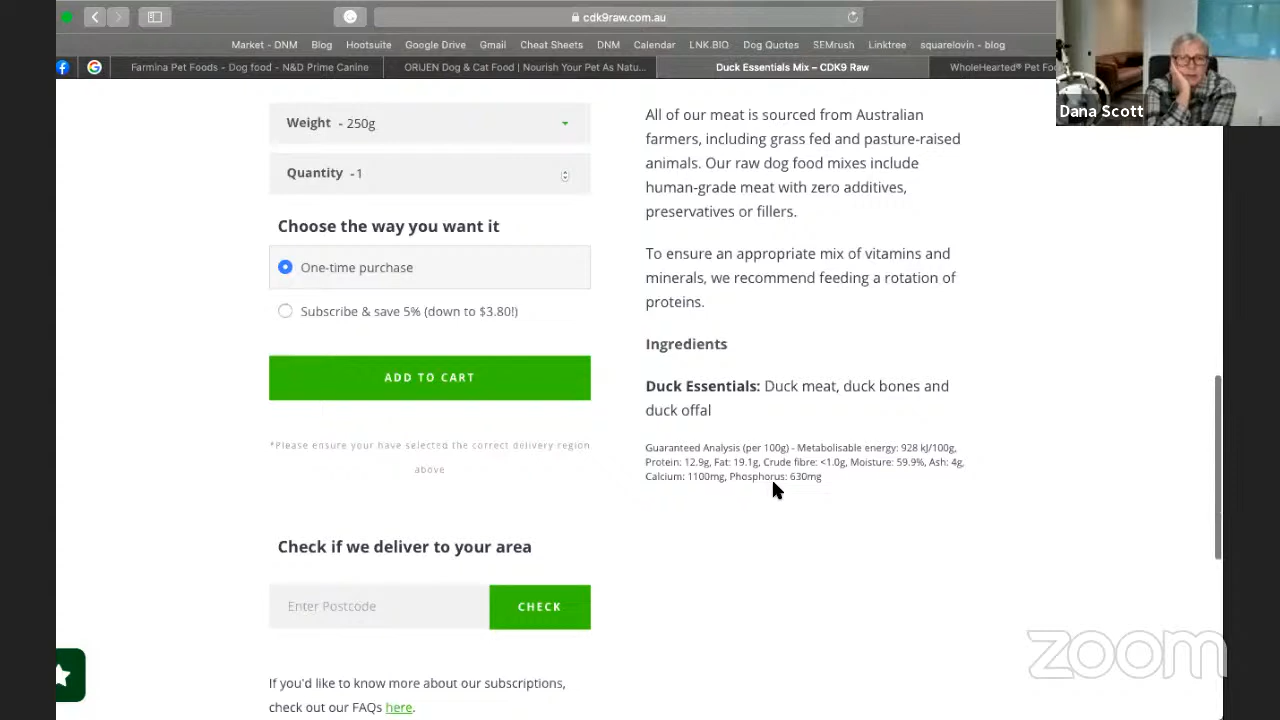 cdk9raw.com.au
Market - DNM Blog Hootsuite Google Drive Gmail Cheat Sheets DNM Calendar LNK.BIO Dog Quotes SEMrush Linktree squarelovin - blog
Farmina Pet Foods - Dog food - N&D Prime Canine ORIJEN Dog & Cat Food | Nourish Your Pet As Natu... Duck Essentials Mix – CDK9 Raw WholeHearted® Pet Fo
Dana Scott
Weight - 250g
Quantity - 1
Choose the way you want it
One-time purchase
Subscribe & save 5% (down to $3.80!)
ADD TO CART
*Please ensure your have selected the correct delivery region
above
Check if we deliver to your area
Enter Postcode
CHECK
If you'd like to know more about our subscriptions,
check out our FAQs here.
All of our meat is sourced from Australian
farmers, including grass fed and pasture-raised
animals. Our raw dog food mixes include
human-grade meat with zero additives,
preservatives or fillers.
To ensure an appropriate mix of vitamins and
minerals, we recommend feeding a rotation of
proteins.
Ingredients
Duck Essentials: Duck meat, duck bones and
duck offal
Guaranteed Analysis (per 100g) - Metabolisable energy: 928 kJ/100g,
Protein: 12.9g, Fat: 19.1g, Crude fibre: <1.0g, Moisture: 59.9%, Ash: 4g,
Calcium: 1100mg, Phosphorus: 630mg
zoom